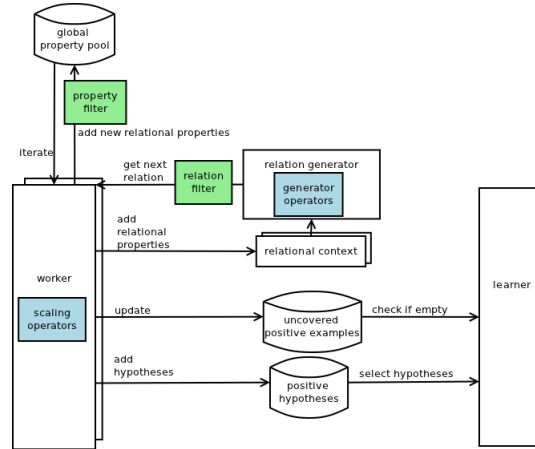 global
property pool
property
filter
add new relational properties
iterate
get next
relation
relation
filter
relation generator
generator
operators
add
relational
properties
relational context
worker
scaling
operators
update
uncovered
positive examples
check if empty
learner
add
hypotheses
positive
hypotheses
select hypotheses